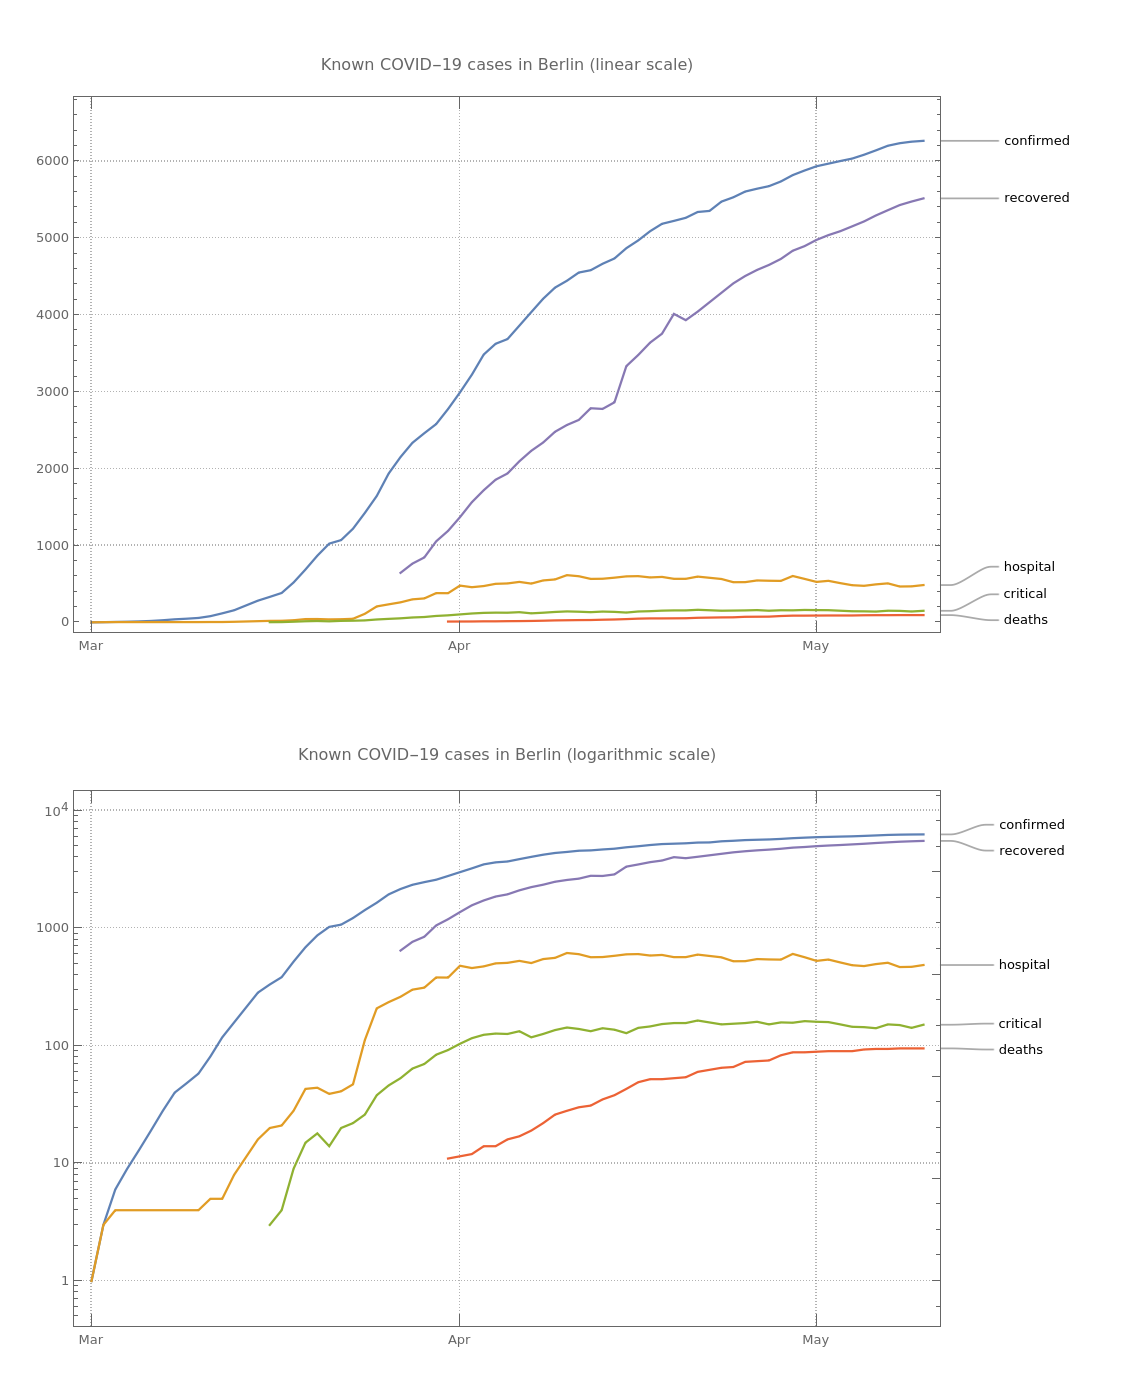 Known COVID–19 cases in Berlin (linear scale)
6000
5000
4000
3000
2000
1000
0
Mar Apr May
confirmed
recovered
hospital
critical
deaths
Known COVID–19 cases in Berlin (logarithmic scale)
10⁴
1000
100
10
1
Mar Apr May
confirmed
recovered
hospital
critical
deaths